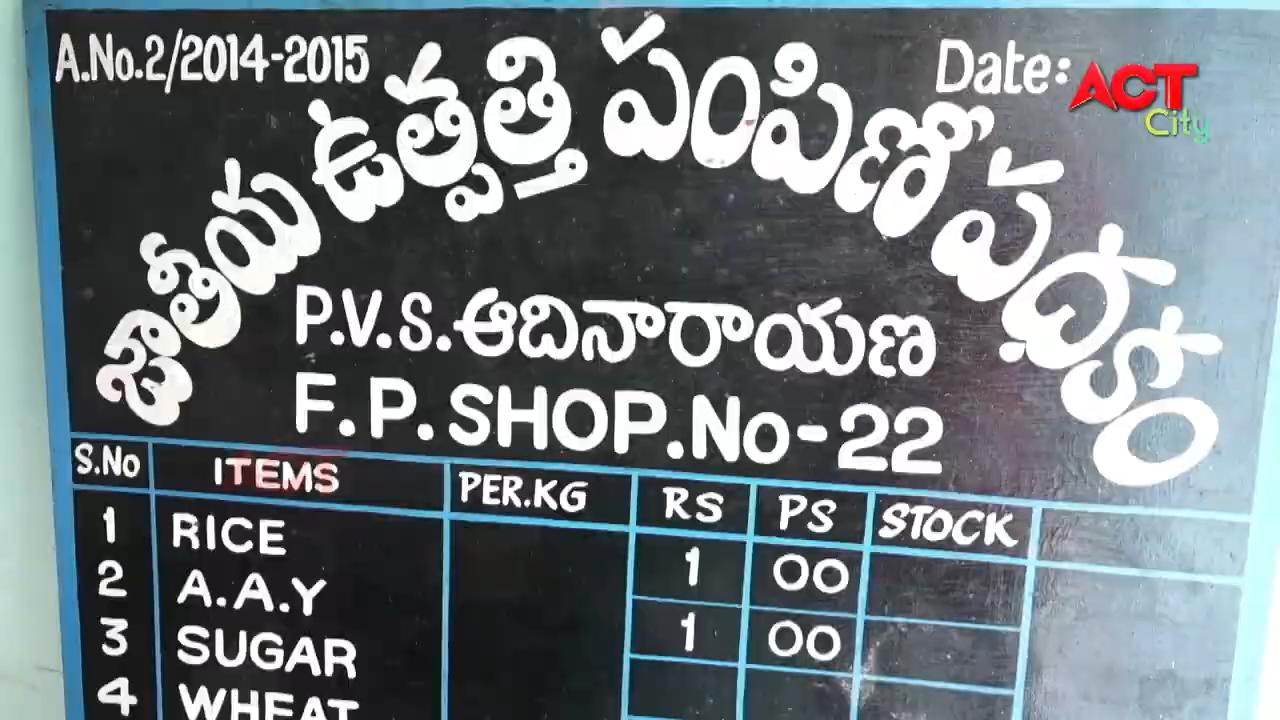 A.No.2/2014-2015
Date:
ACT
City
జాతీయ ఉత్పత్తి పంపిణో పధకం
P.V.S.ఆదినారాయణ
F.P.SHOP.No-22
S.No ITEMS PER.KG RS PS STOCK
1 RICE 1 00
2 A.A.Y 1 00
3 SUGAR
4 WHEAT